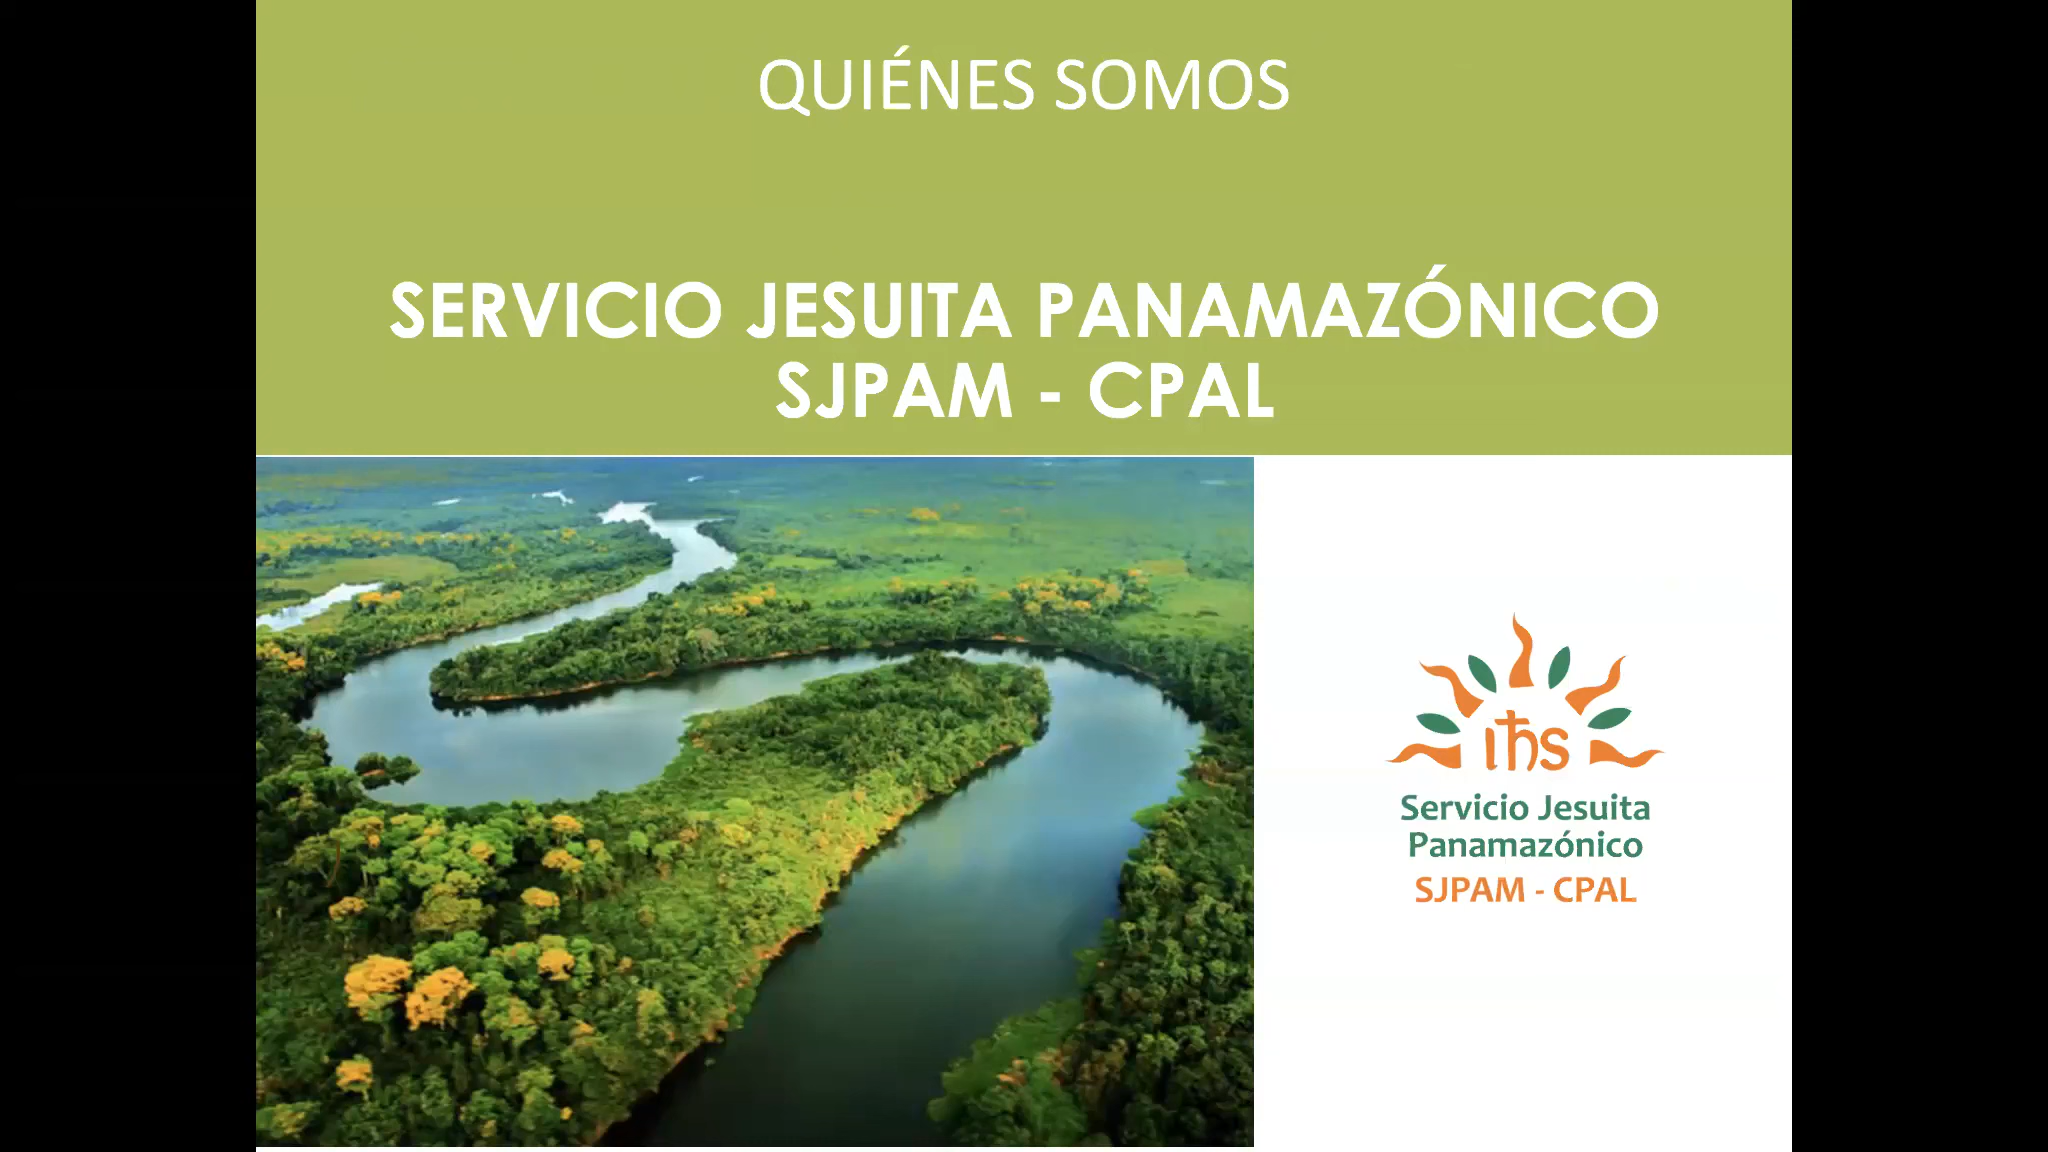 QUIÉNES SOMOS
SERVICIO JESUITA PANAMAZÓNICO
SJPAM - CPAL
ihs
Servicio Jesuita
Panamazónico
SJPAM - CPAL